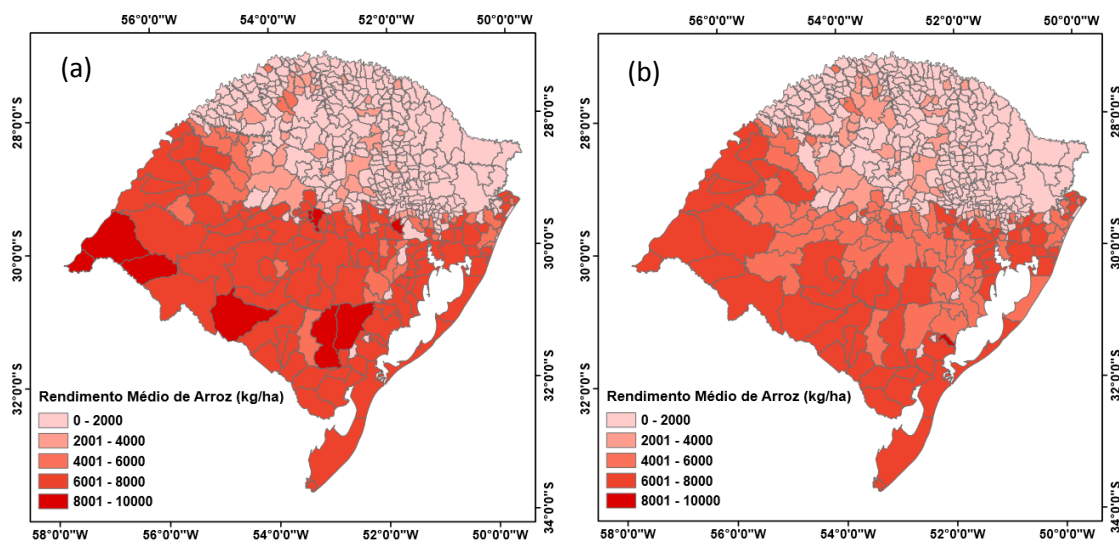 56°0'0"W 54°0'0"W 52°0'0"W 50°0'0"W
(a)
28°0'0"S
30°0'0"S
32°0'0"S
28°0'0"S
30°0'0"S
32°0'0"S
34°0'0"S
Rendimento Médio de Arroz (kg/ha)
0 - 2000
2001 - 4000
4001 - 6000
6001 - 8000
8001 - 10000
58°0'0"W 56°0'0"W 54°0'0"W 52°0'0"W 50°0'0"W
56°0'0"W 54°0'0"W 52°0'0"W 50°0'0"W
(b)
28°0'0"S
30°0'0"S
32°0'0"S
28°0'0"S
30°0'0"S
32°0'0"S
34°0'0"S
Rendimento Médio de Arroz (kg/ha)
0 - 2000
2001 - 4000
4001 - 6000
6001 - 8000
8001 - 10000
58°0'0"W 56°0'0"W 54°0'0"W 52°0'0"W 50°0'0"W